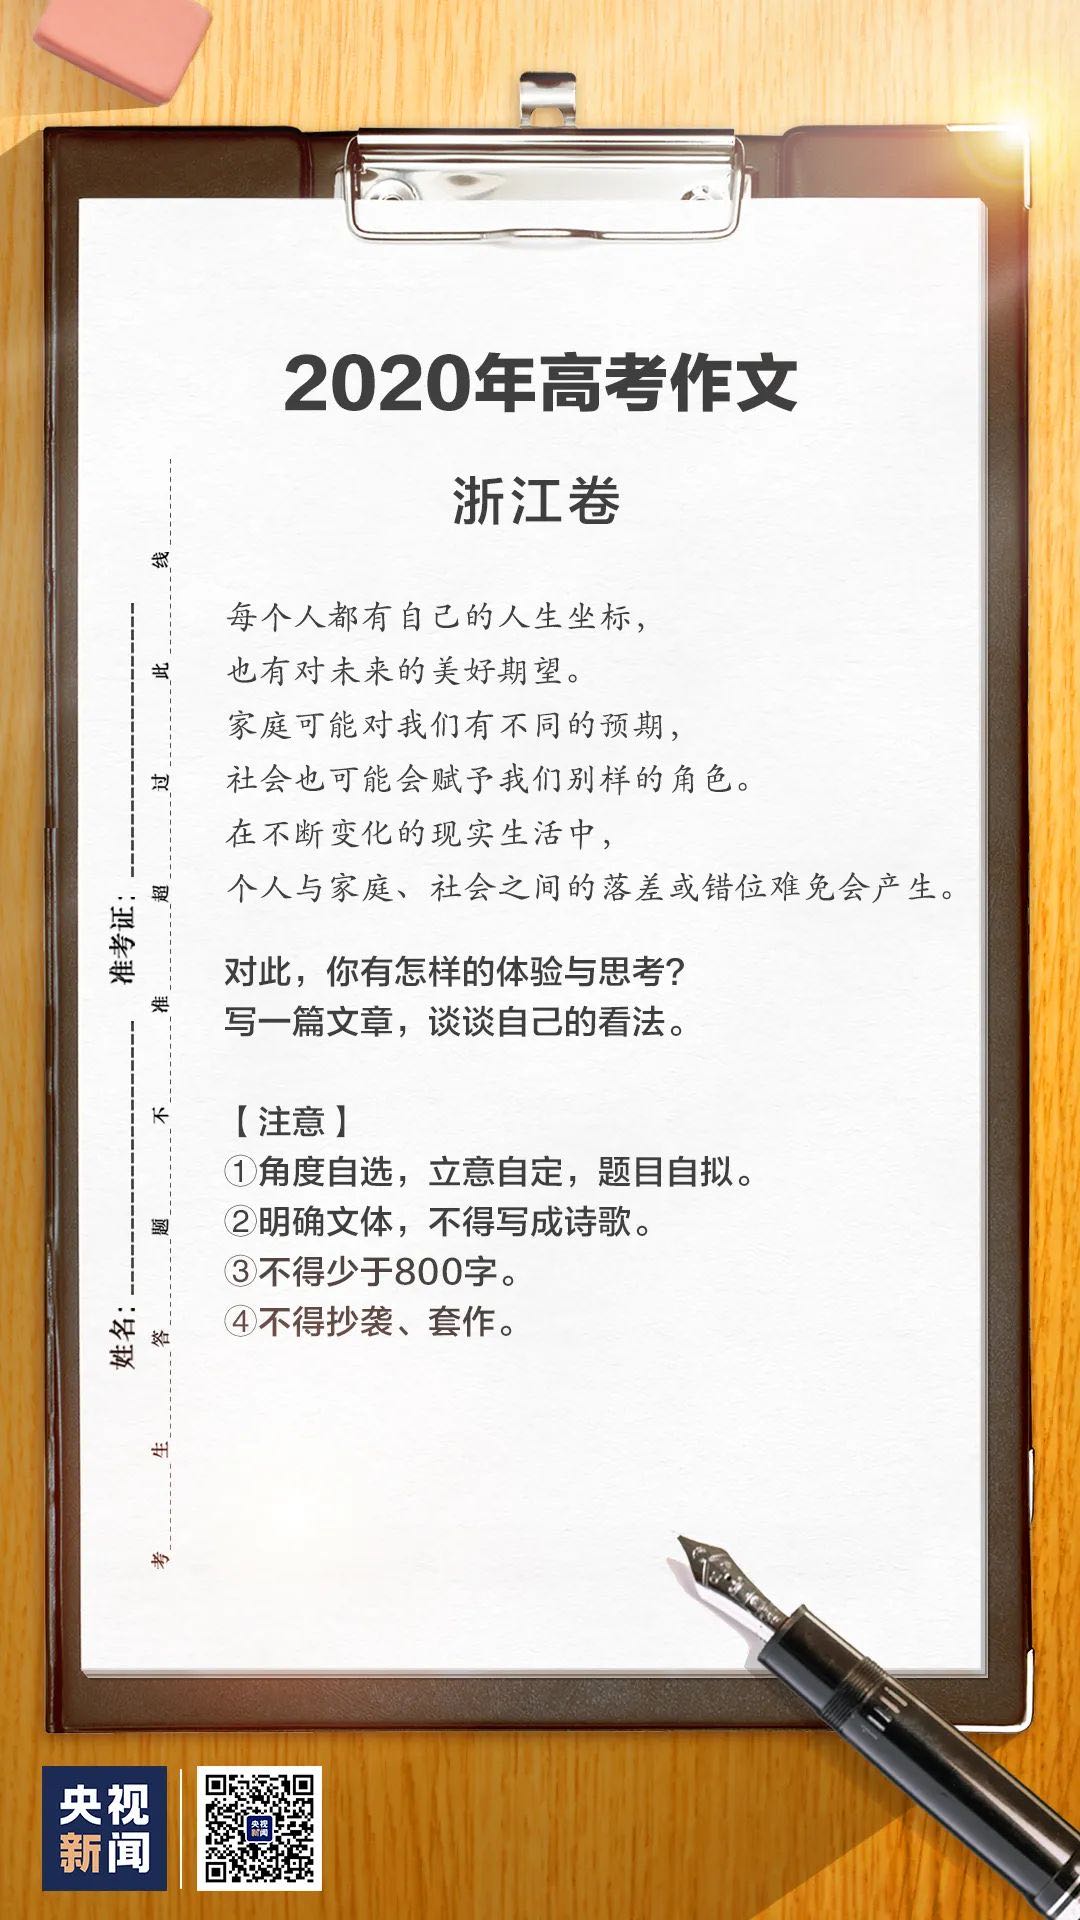 2020年高考作文
浙江卷
每个人都有自己的人生坐标，
也有对未来的美好期望。
家庭可能对我们有不同的预期，
社会也可能会赋予我们别样的角色。
在不断变化的现实生活中，
个人与家庭、社会之间的落差或错位难免会产生。
对此，你有怎样的体验与思考？
写一篇文章，谈谈自己的看法。
【注意】
①角度自选，立意自定，题目自拟。
②明确文体，不得写成诗歌。
③不得少于800字。
④不得抄袭、套作。
姓名：
准考证：
考生答题不准超过此线
央视
新闻
央视
新闻